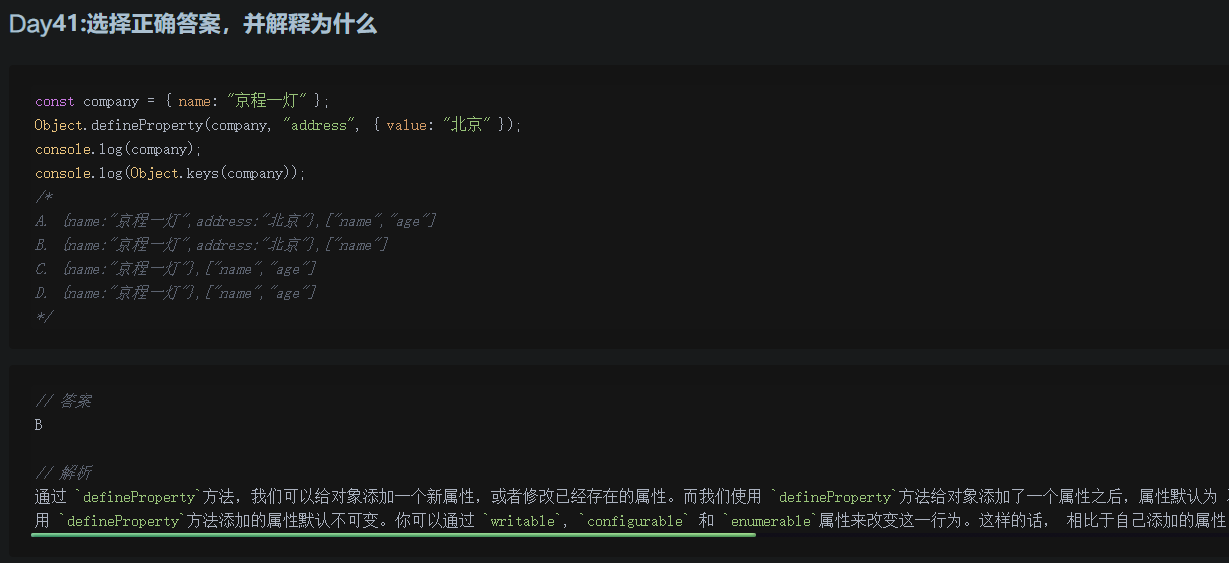 Day41:选择正确答案，并解释为什么
const company = { name: "京程一灯" };
Object.defineProperty(company, "address", { value: "北京" });
console.log(company);
console.log(Object.keys(company));
/*
A. {name:"京程一灯",address:"北京"},["name","age"]
B. {name:"京程一灯",address:"北京"},["name"]
C. {name:"京程一灯"},["name","age"]
D. {name:"京程一灯"},["name","age"]
*/
// 答案
B
// 解析
通过 `defineProperty`方法，我们可以给对象添加一个新属性，或者修改已经存在的属性。而我们使用 `defineProperty`方法给对象添加了一个属性之后，属性默认为
用 `defineProperty`方法添加的属性默认不可变。你可以通过 `writable`, `configurable` 和 `enumerable`属性来改变这一行为。这样的话， 相比于自己添加的属性